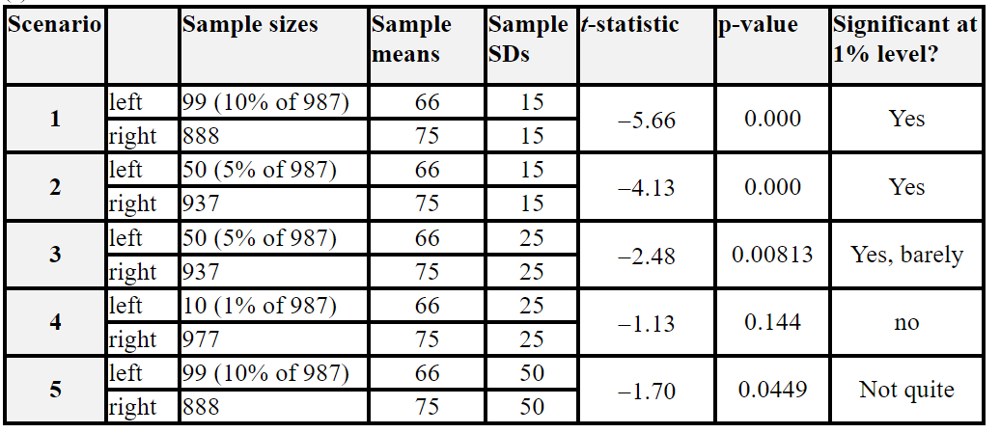 Scenario Sample sizes Sample means Sample SDs t-statistic p-value Significant at 1% level?
1 left 99 (10% of 987) 66 15 –5.66 0.000 Yes
right 888 75 15
2 left 50 (5% of 987) 66 15 –4.13 0.000 Yes
right 937 75 15
3 left 50 (5% of 987) 66 25 –2.48 0.00813 Yes, barely
right 937 75 25
4 left 10 (1% of 987) 66 25 –1.13 0.144 no
right 977 75 25
5 left 99 (10% of 987) 66 50 –1.70 0.0449 Not quite
right 888 75 50